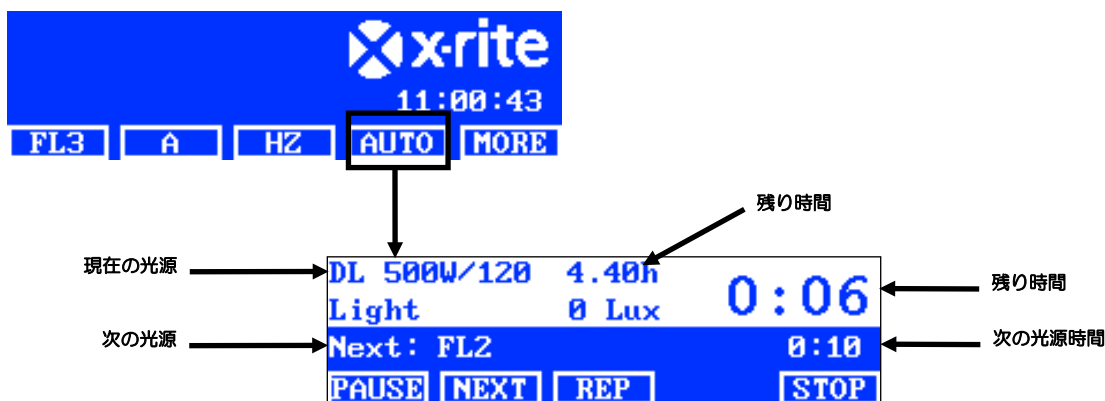 x·rite
11:00:43
FL3 A HZ AUTO MORE
残り時間
現在の光源
DL 500W/120 4.40h
Light 0 Lux
0:06
残り時間
次の光源
Next: FL2 0:10
次の光源時間
PAUSE NEXT REP STOP